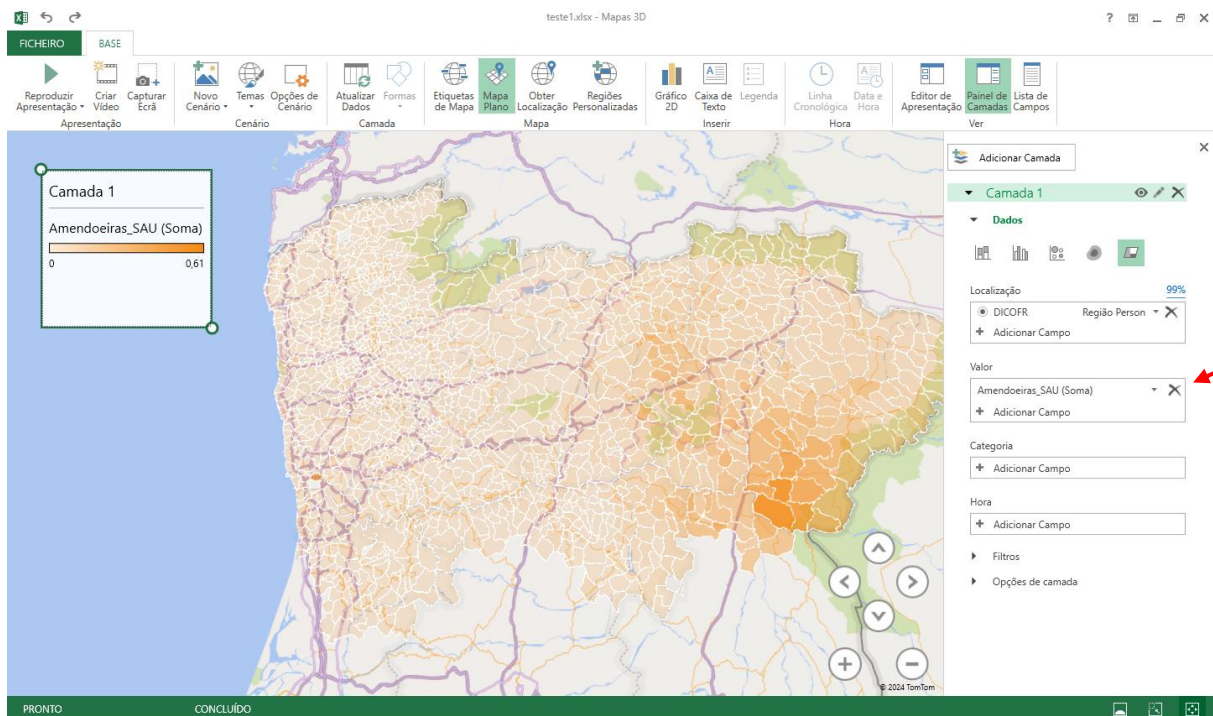 teste1.xlsx - Mapas 3D
?
FICHEIRO
BASE
Reproduzir
Apresentação
Criar
Vídeo
Capturar
Ecrã
Apresentação
Novo
Cenário
Temas
Opções de
Cenário
Cenário
Atualizar
Dados
Formas
Camada
Etiquetas
de Mapa
Mapa
Plano
Obter
Localização
Regiões
Personalizadas
Mapa
Gráfico
2D
Caixa de
Texto
Legenda
Inserir
Linha
Cronológica
Data e
Hora
Hora
Editor de
Apresentação
Painel de
Camadas
Lista de
Campos
Ver
Camada 1
Amendoeiras_SAU (Soma)
0
0,61
© 2024 TomTom
Adicionar Camada
Camada 1
Dados
Localização
99%
DICOFR
Região Person
+ Adicionar Campo
Valor
Amendoeiras_SAU (Soma)
+ Adicionar Campo
Categoria
+ Adicionar Campo
Hora
+ Adicionar Campo
Filtros
Opções de camada
PRONTO
CONCLUÍDO